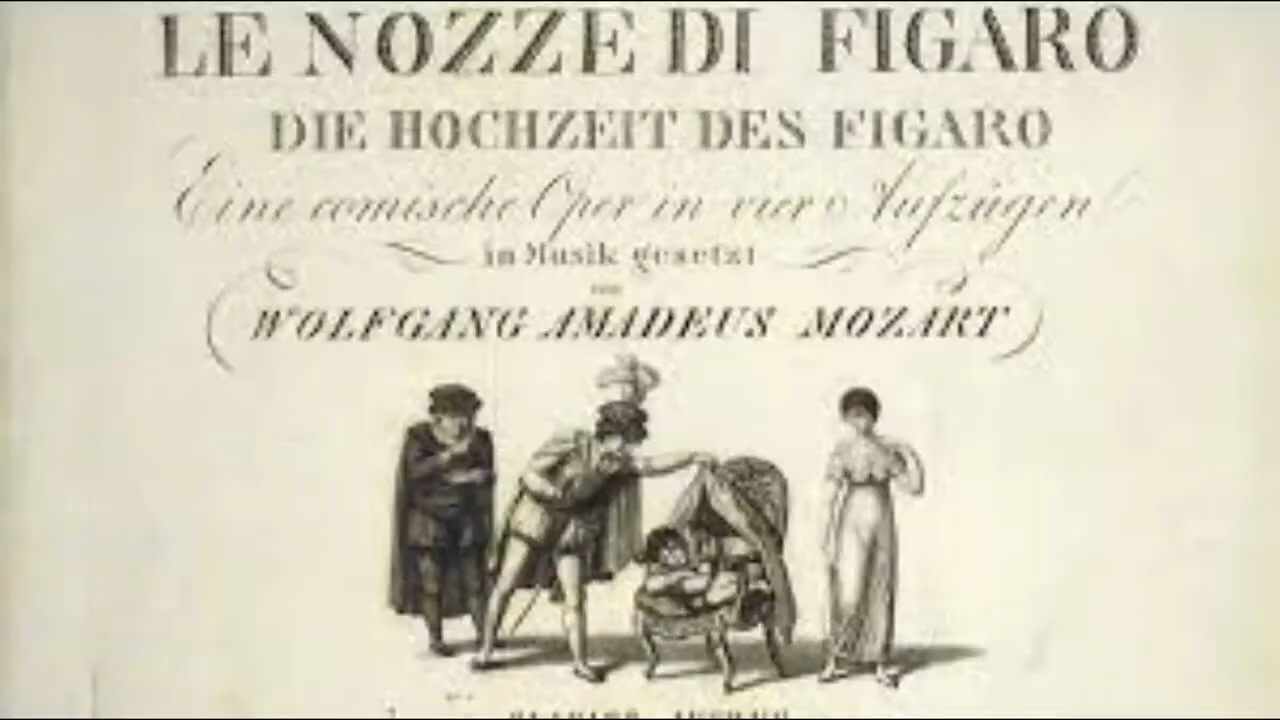 LE NOZZE DI FIGARO
DIE HOCHZEIT DES FIGARO
Eine comische Oper in vier Aufzügen
in Musik gesetzt
von
WOLFGANG AMADEUS MOZART